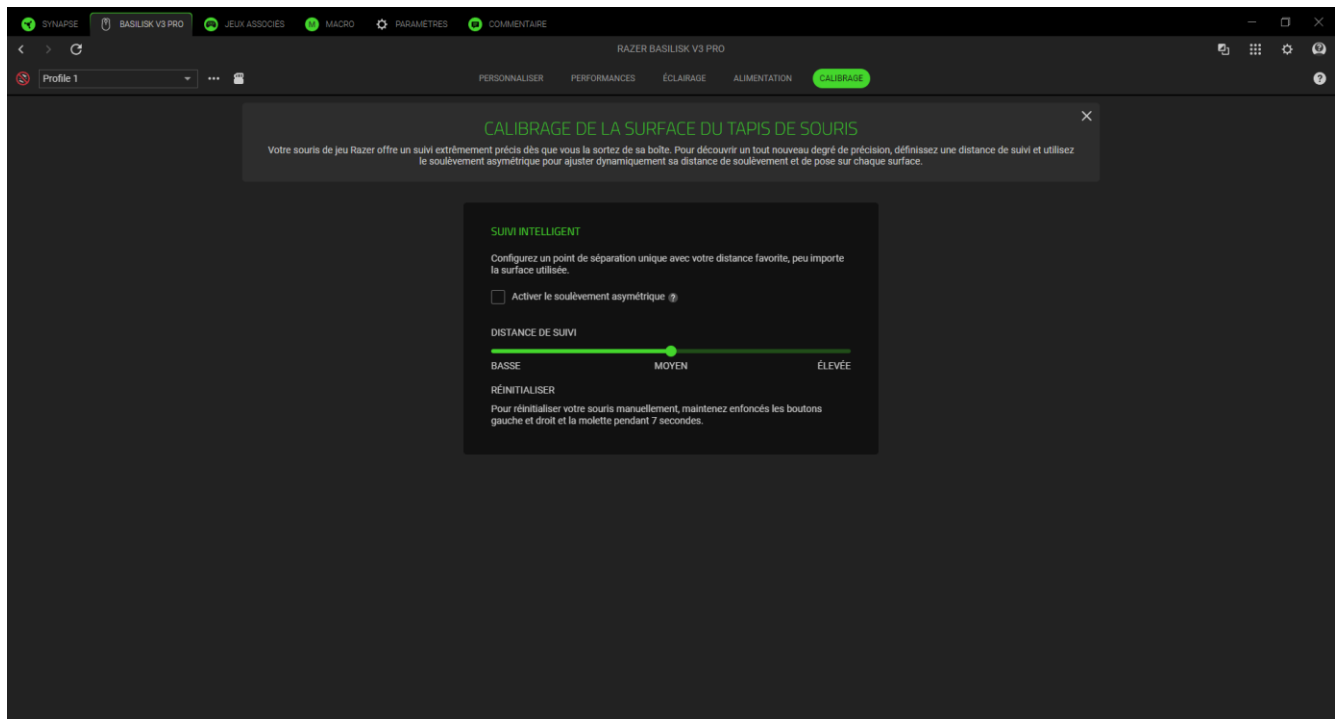 SYNAPSE BASILISK V3 PRO JEUX ASSOCIÉS M MACRO PARAMÈTRES COMMENTAIRE
RAZER BASILISK V3 PRO
Profile 1 PERSONNALISER PERFORMANCES ÉCLAIRAGE ALIMENTATION CALIBRAGE
CALIBRAGE DE LA SURFACE DU TAPIS DE SOURIS
Votre souris de jeu Razer offre un suivi extrêmement précis dès que vous la sortez de sa boîte. Pour découvrir un tout nouveau degré de précision, définissez une distance de suivi et utilisez
le soulèvement asymétrique pour ajuster dynamiquement sa distance de soulèvement et de pose sur chaque surface.
SUIVI INTELLIGENT
Configurez un point de séparation unique avec votre distance favorite, peu importe
la surface utilisée.
Activer le soulèvement asymétrique ?
DISTANCE DE SUIVI
BASSE MOYEN ÉLEVÉE
RÉINITIALISER
Pour réinitialiser votre souris manuellement, maintenez enfoncés les boutons
gauche et droit et la molette pendant 7 secondes.